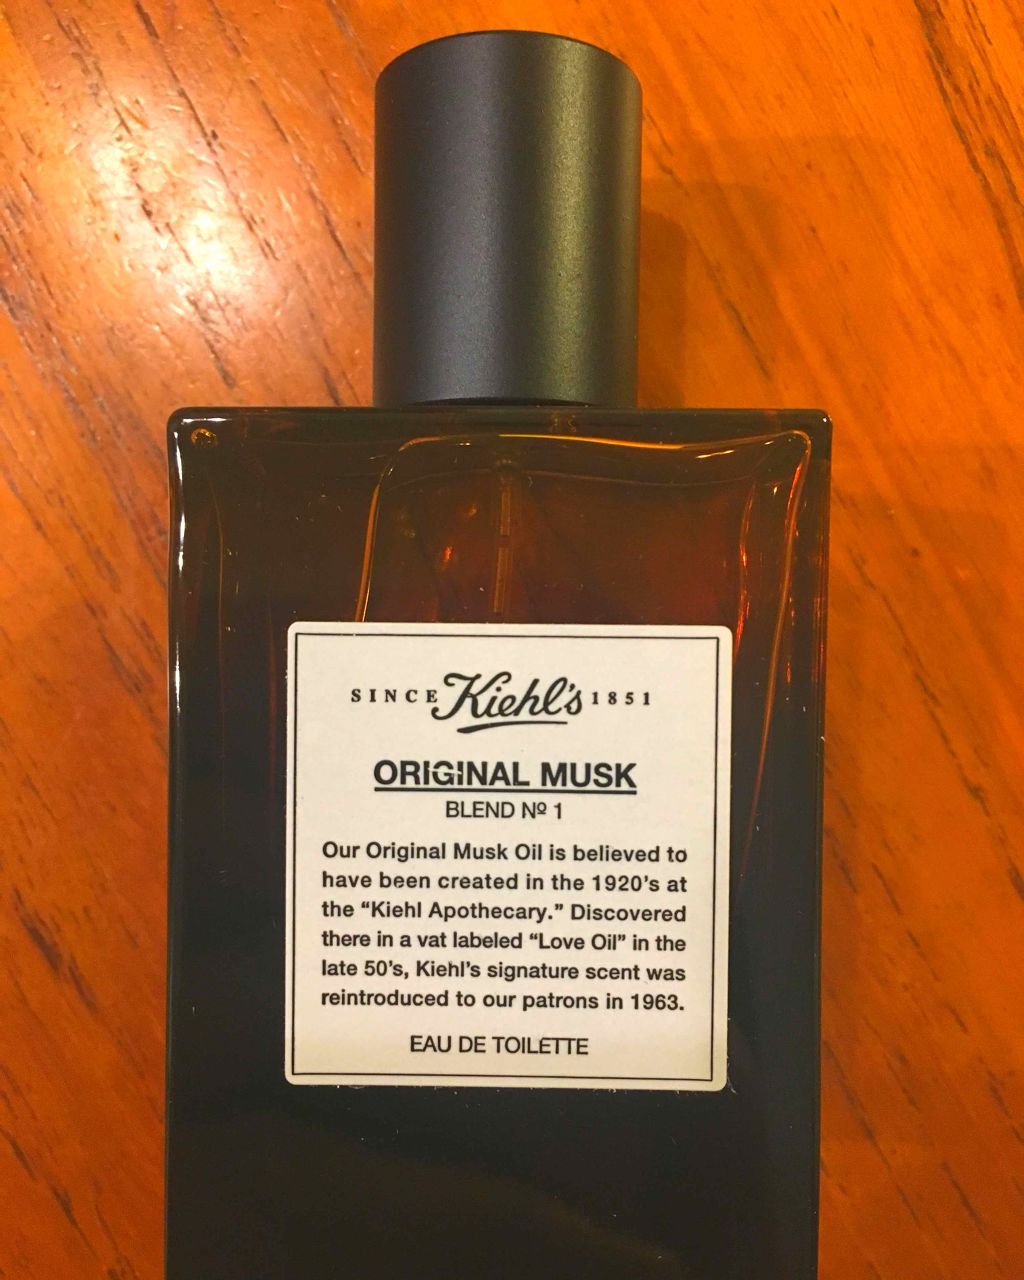 SINCE Kiehl's 1851
ORIGINAL MUSK
BLEND Nº 1
Our Original Musk Oil is believed to
have been created in the 1920's at
the “Kiehl Apothecary.” Discovered
there in a vat labeled “Love Oil” in the
late 50's, Kiehl's signature scent was
reintroduced to our patrons in 1963.
EAU DE TOILETTE